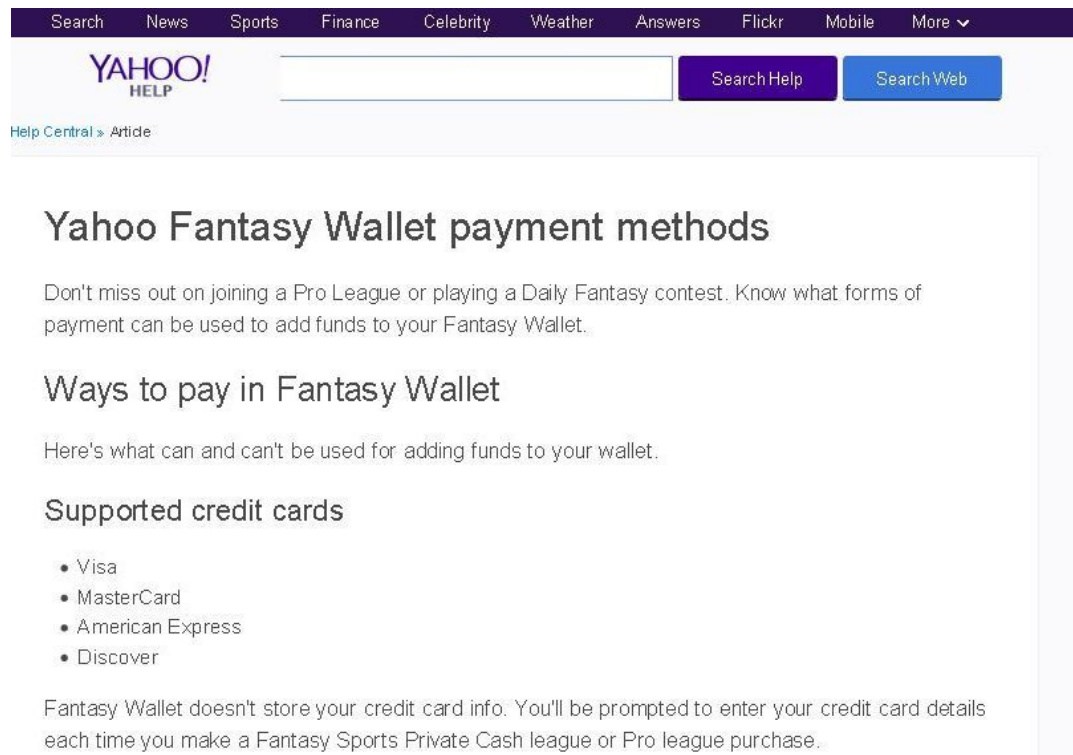 Search News Sports Finance Celebrity Weather Answers Flickr Mobile More
YAHOO!
HELP
Search Help Search Web
Help Central » Article
Yahoo Fantasy Wallet payment methods
Don't miss out on joining a Pro League or playing a Daily Fantasy contest. Know what forms of
payment can be used to add funds to your Fantasy Wallet.
Ways to pay in Fantasy Wallet
Here's what can and can't be used for adding funds to your wallet.
Supported credit cards
• Visa
• MasterCard
• American Express
• Discover
Fantasy Wallet doesn't store your credit card info. You'll be prompted to enter your credit card details
each time you make a Fantasy Sports Private Cash league or Pro league purchase.